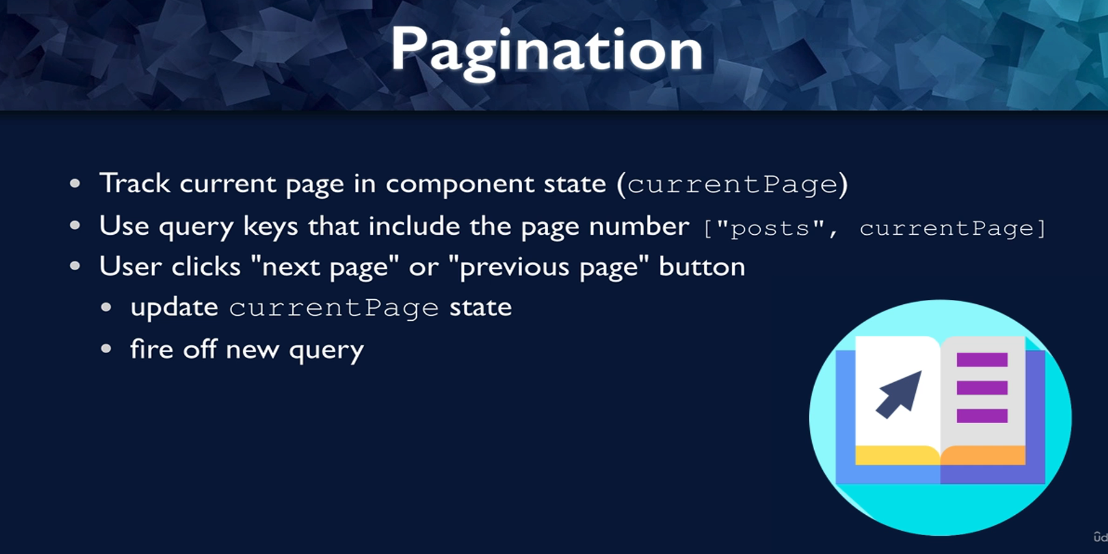 Pagination
• Track current page in component state (currentPage)
• Use query keys that include the page number ["posts", currentPage]
• User clicks "next page" or "previous page" button
• update currentPage state
• fire off new query